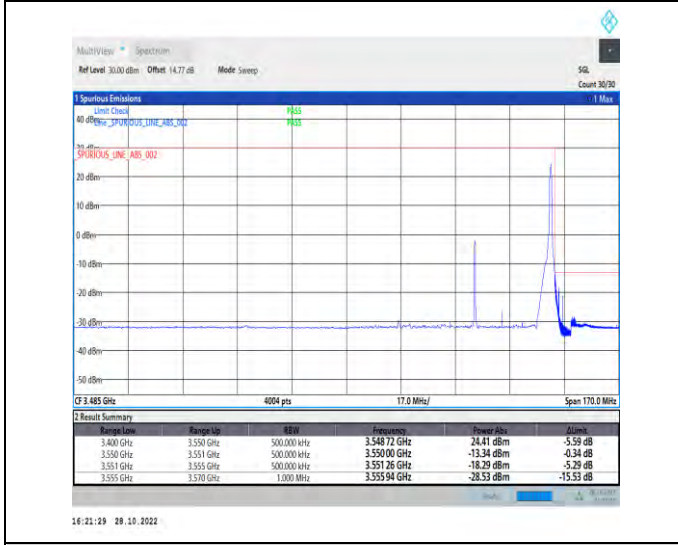 MultiView Spectrum
Ref Level 30.00 dBm Offset 14.77 dB Mode Sweep SGL
Count 30/30
1 Spurious Emissions 1 Max
Limit Check PASS
40 dBm Line _SPURIOUS_LINE_ABS_002 PASS
30 dBm
_SPURIOUS_LINE_ABS_002
20 dBm
10 dBm
0 dBm
-10 dBm
-20 dBm
-30 dBm
-40 dBm
-50 dBm
CF 3.485 GHz 4004 pts 17.0 MHz/ Span 170.0 MHz
2 Result Summary
Range Low Range Up RBW Frequency Power Abs ΔLimit
3.400 GHz 3.550 GHz 500.000 kHz 3.548 72 GHz 24.41 dBm -5.59 dB
3.550 GHz 3.551 GHz 500.000 kHz 3.550 00 GHz -13.34 dBm -0.34 dB
3.551 GHz 3.555 GHz 500.000 kHz 3.551 26 GHz -18.29 dBm -5.29 dB
3.555 GHz 3.570 GHz 1.000 MHz 3.555 94 GHz -28.53 dBm -15.53 dB
16:21:29 28.10.2022